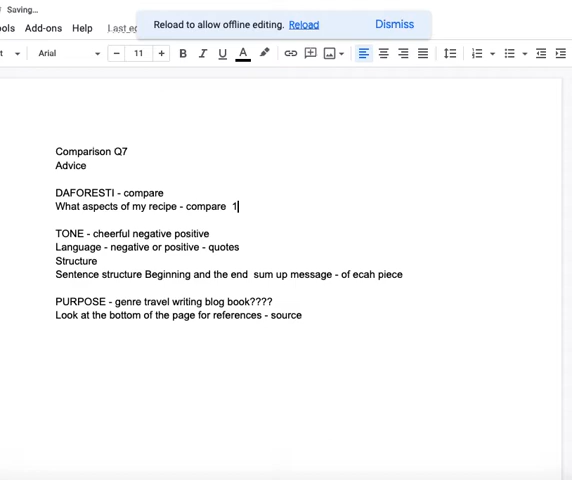 Saving...
ols Add-ons Help Last ed
Reload to allow offline editing. Reload Dismiss
Arial 11 B I U A
Comparison Q7
Advice
DAFORESTI - compare
What aspects of my recipe - compare 1
TONE - cheerful negative positive
Language - negative or positive - quotes
Structure
Sentence structure Beginning and the end sum up message - of ecah piece
PURPOSE - genre travel writing blog book????
Look at the bottom of the page for references - source